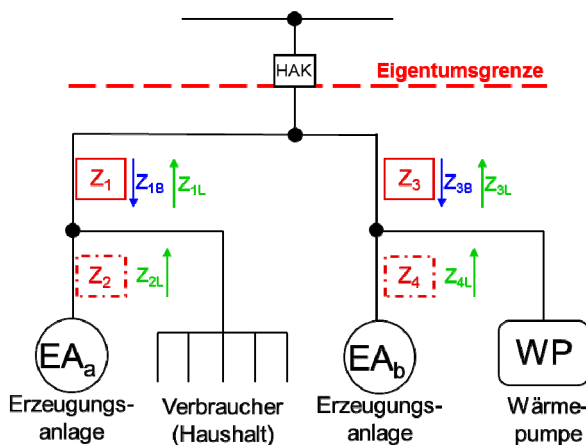 HAK
Eigentumsgrenze
Z1 Z1B Z1L Z3 Z3B Z3L
Z2 Z2L Z4 Z4L
EAa EAb WP
Erzeugungs-
anlage
Verbraucher
(Haushalt)
Erzeugungs-
anlage
Wärme-
pumpe